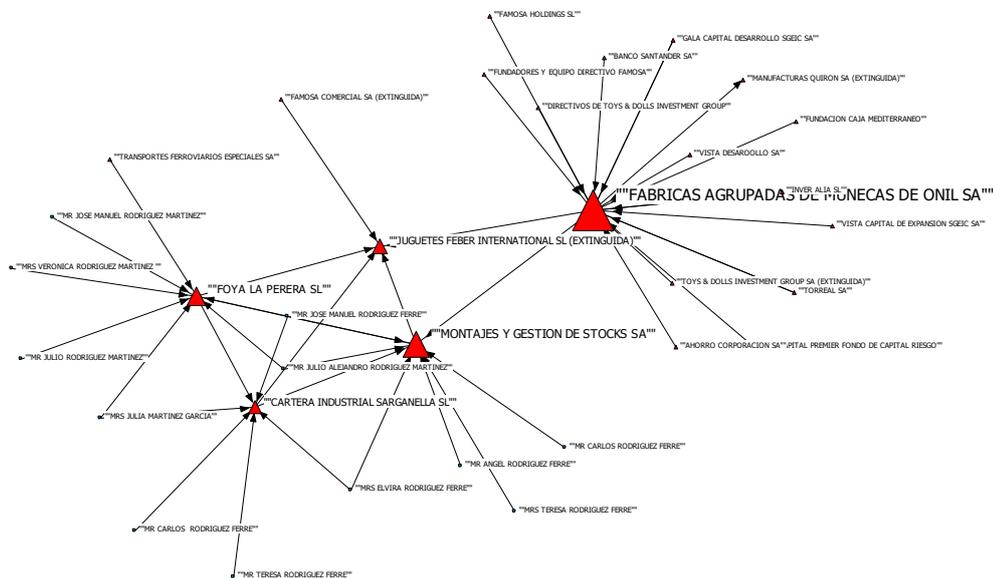 ""FAMOSA HOLDINGS SL""
""GALA CAPITAL DESARROLLO SGEIC SA""
""BANCO SANTANDER SA""
""FUNDADORES Y EQUIPO DIRECTIVO FAMOSA""
""MANUFACTURAS QUIRON SA (EXTINGUIDA)""
""FAMOSA COMERCIAL SA (EXTINGUIDA)""
""DIRECTIVOS DE TOYS & DOLLS INVESTMENT GROUP""
""FUNDACION CAJA MEDITERRANEO""
""TRANSPORTES FERROVIARIOS ESPECIALES SA""
""VISTA DESAROOLLO SA""
""INVER ALIA SL""
""FABRICAS AGRUPADAS DE MUNECAS DE ONIL SA""
""MR JOSE MANUEL RODRIGUEZ MARTINEZ""
""VISTA CAPITAL DE EXPANSION SGEIC SA""
""JUGUETES FEBER INTERNATIONAL SL (EXTINGUIDA)""
""MRS VERONICA RODRIGUEZ MARTINEZ ""
""TOYS & DOLLS INVESTMENT GROUP SA (EXTINGUIDA)""
""TORREAL SA""
""FOYA LA PERERA SL""
""MR JOSE MANUEL RODRIGUEZ FERRE""
""MONTAJES Y GESTION DE STOCKS SA""
""AHORRO CORPORACION SA""
PITAL PREMIER FONDO DE CAPITAL RIESGO""
""MR JULIO RODRIGUEZ MARTINEZ""
""MR JULIO ALEJANDRO RODRIGUEZ MARTINEZ""
""CARTERA INDUSTRIAL SARGANELLA SL""
""MRS JULIA MARTINEZ GARCIA""
""MR CARLOS RODRIGUEZ FERRE""
""MR ANGEL RODRIGUEZ FERRE""
""MRS ELVIRA RODRIGUEZ FERRE""
""MRS TERESA RODRIGUEZ FERRE""
""MR CARLOS  RODRIGUEZ FERRE""
""MR TERESA RODRIGUEZ FERRE""